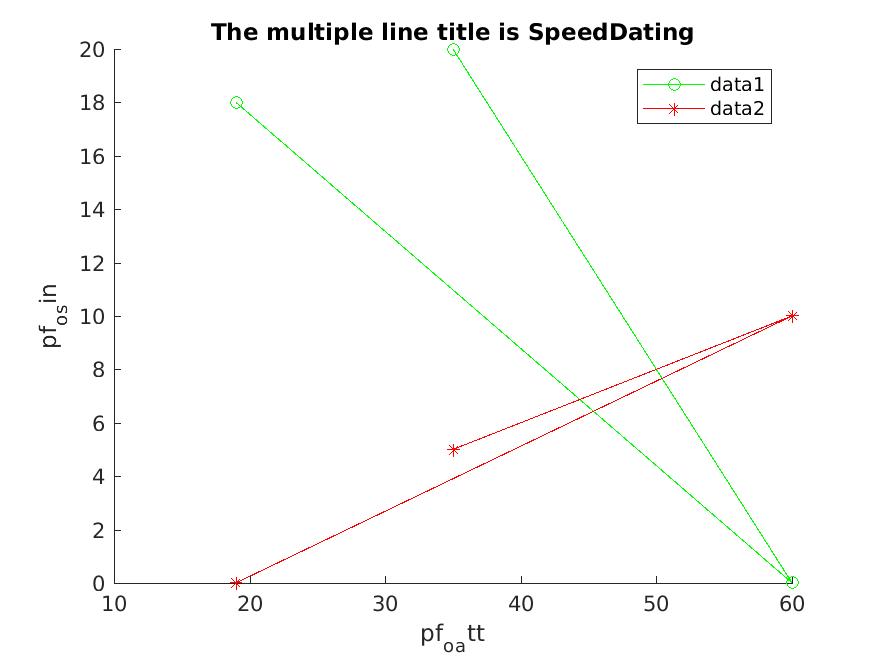 The multiple line title is SpeedDating
data1
data2
20
18
16
14
12
10
8
6
4
2
0
pf_os in
10 20 30 40 50 60
pf_oa tt